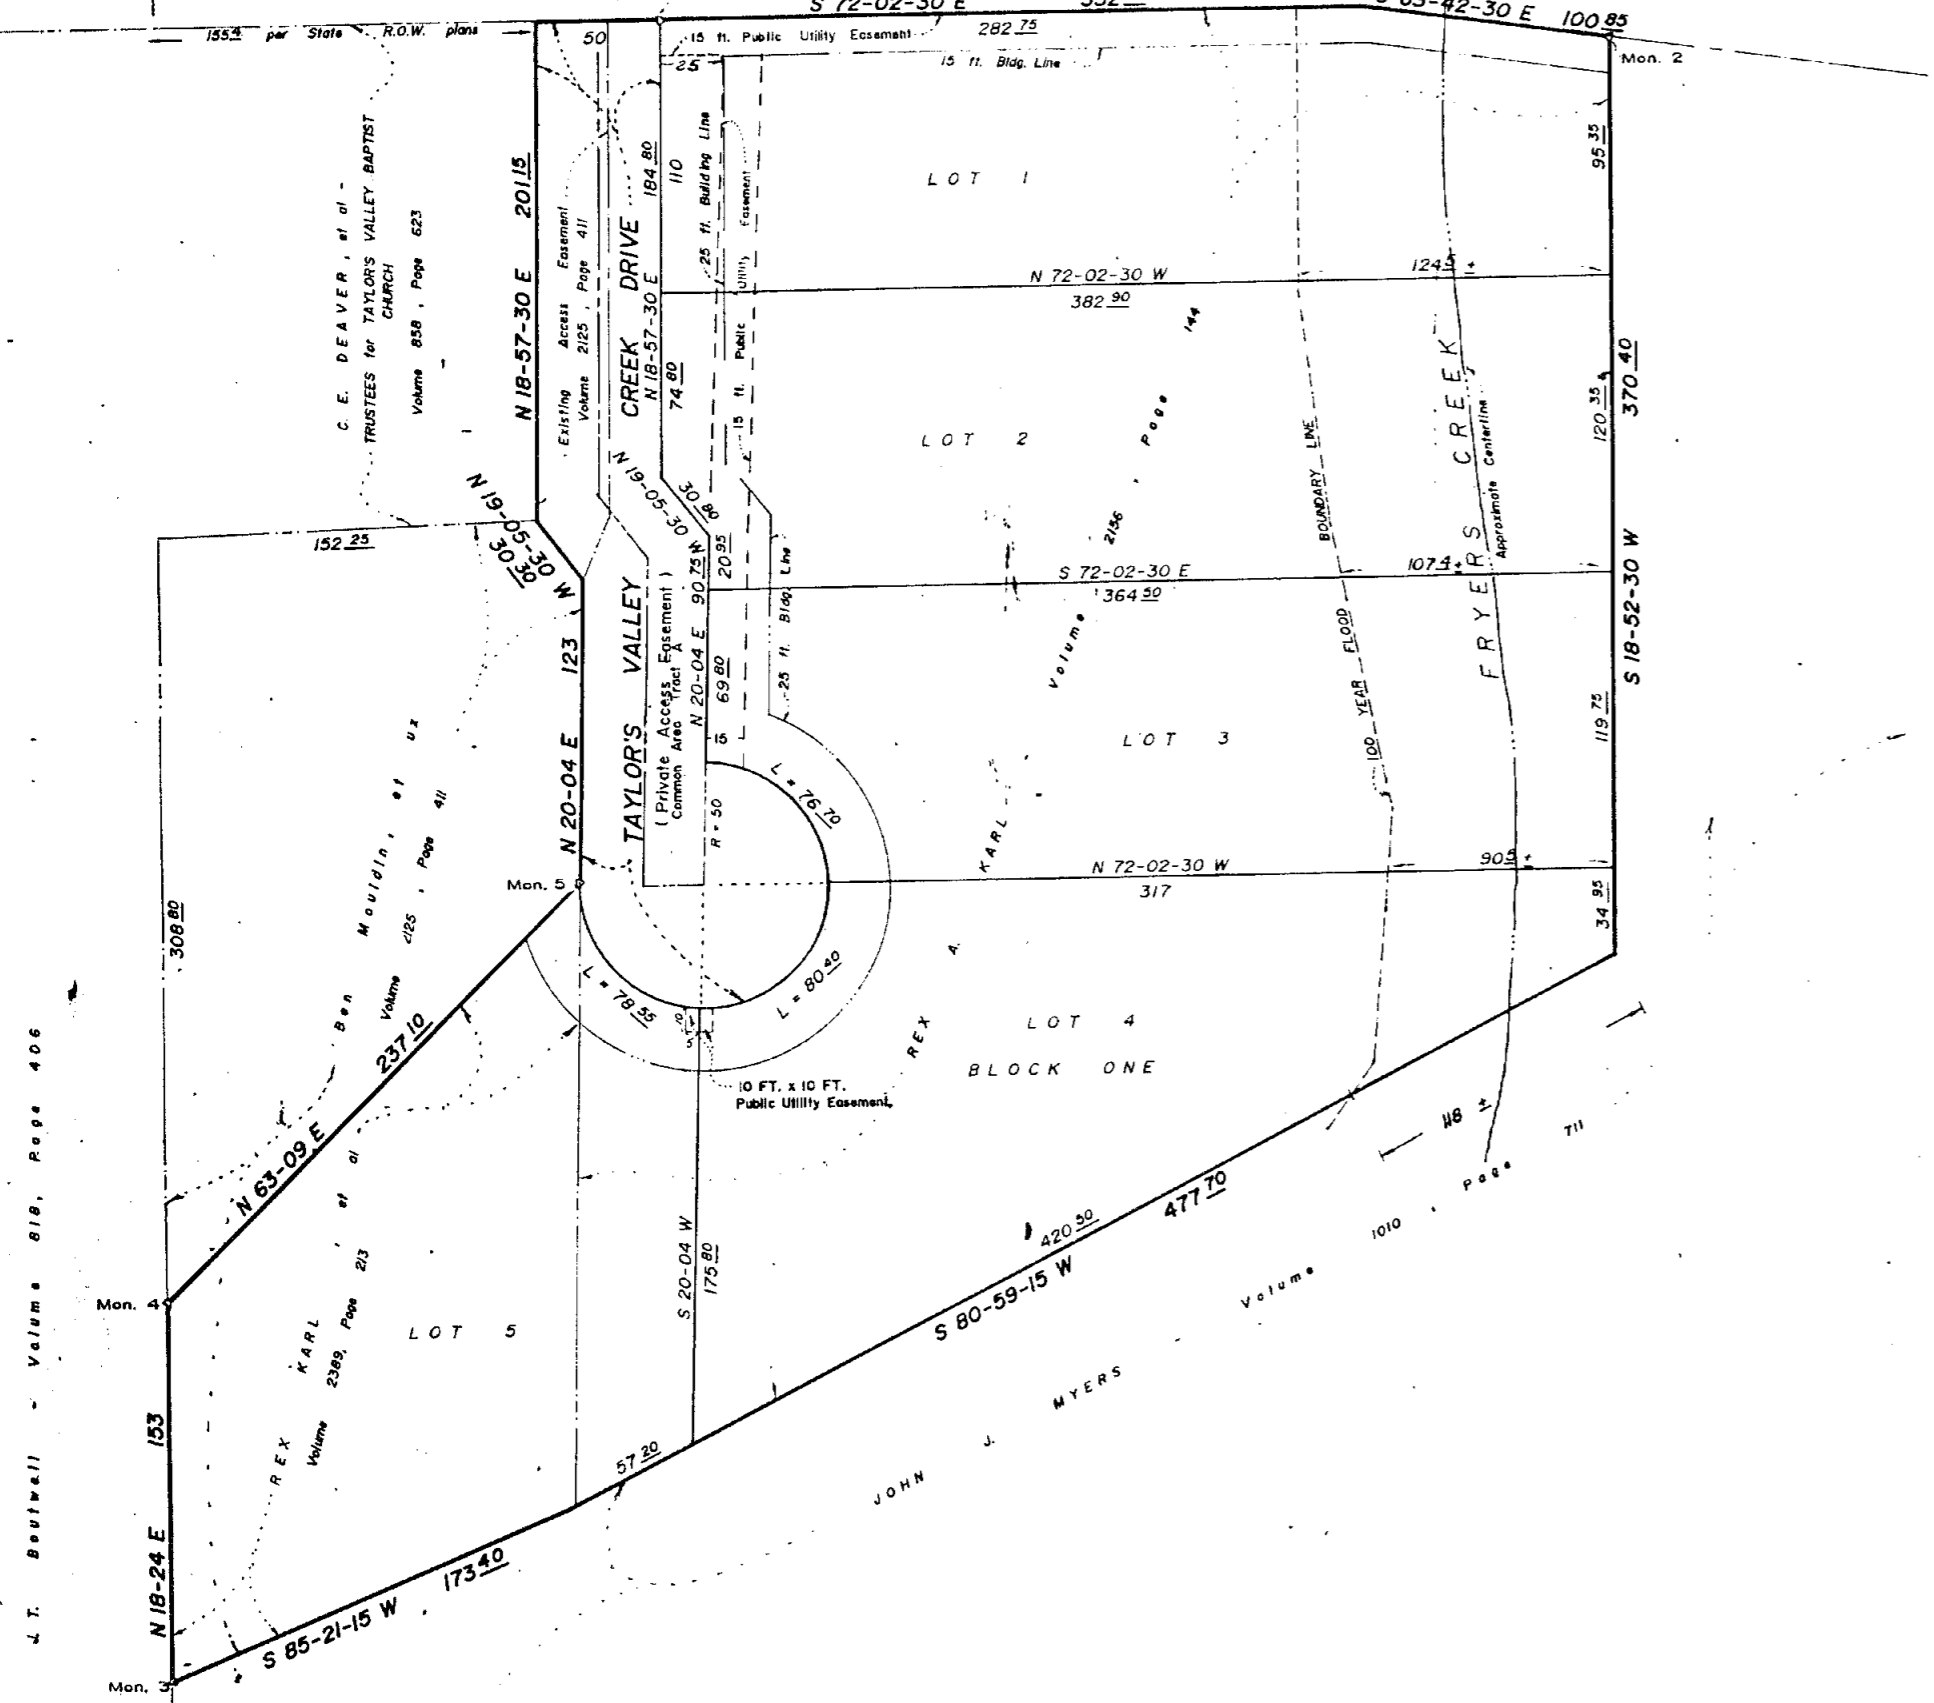 S 72-02-30 E
-42-30 E 100 85
155.4 per State R.O.W. plans
50
15 ft. Public Utility Easement
282 75
25
15 ft. Bldg. Line
Mon. 2
C. E. DEAVER, et al -
TRUSTEES for TAYLOR'S VALLEY BAPTIST
CHURCH
Volume 858, Page 623
N 18-57-30 E 201 15
Existing Access Easement
Volume 2125, Page 411
TAYLOR'S VALLEY CREEK DRIVE
(Private Access Easement)
Common Area Tract A
N 18-57-30 E
184 80
110
74 80
25 ft. Building Line
15 ft. Public Utility Easement
LOT 1
95 35
N 72-02-30 W
382 90
124.5 ±
LOT 2
Volume 2156, Page 144
100 YEAR FLOOD BOUNDARY LINE
FRYERS CREEK
Approximate Centerline
120 35
370 40
S 18-52-30 W
N 19-05-30 W
30 30
N 19-05-30 W
30 80
20 95
90 75
N 20-04 E
69 80
15
25 ft. Bldg. Line
S 72-02-30 E
364 50
107.4 ±
LOT 3
119 75
152 25
N 20-04 E 123
308 80
Ben Mouldin, et ux
Volume 2125, Page 411
R = 50
L = 76 70
Mon. 5
N 72-02-30 W
317
90.5 ±
34 95
L = 78 55
L = 80 40
10
5
10 FT. x 10 FT.
Public Utility Easement
REX A. KARL
LOT 4
BLOCK ONE
237 10
N 63-09 E
118 ±
S 20-04 W
175 80
420 50
477 70
S 80-59-15 W
JOHN J. MYERS
Volume 1010, Page 711
J. T. Boutwell - Volume 818, Page 406
Mon. 4
REX KARL, et al
Volume 2389, Page 213
LOT 5
N 18-24 E 153
57 20
173 40
S 85-21-15 W
Mon. 3